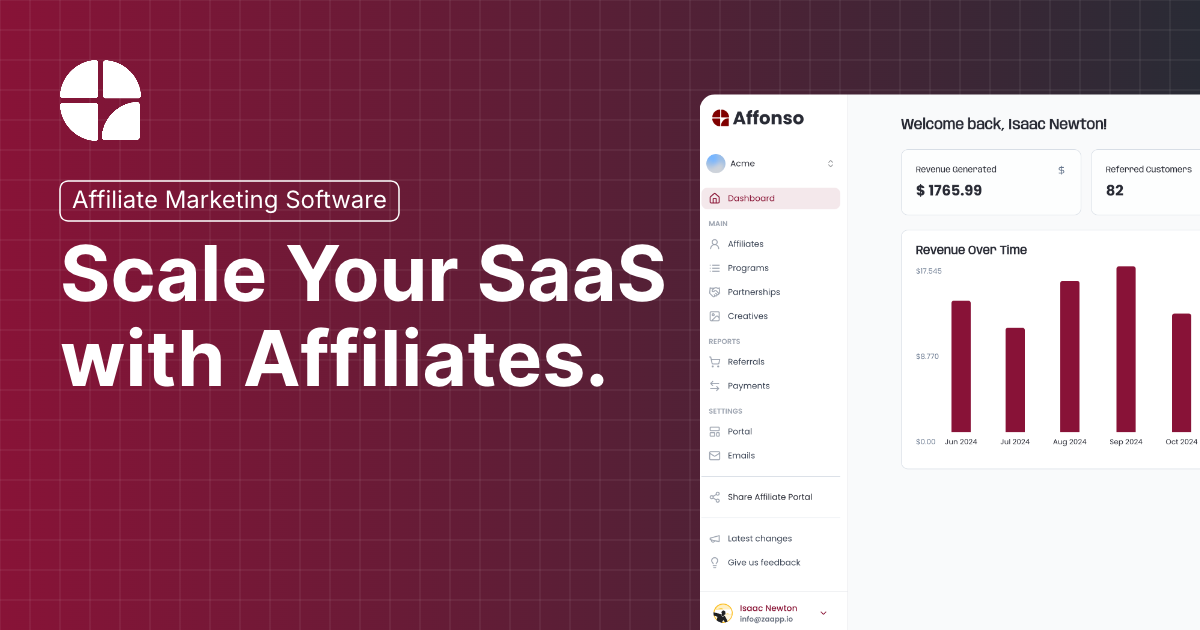 Affiliate Marketing Software
Scale Your SaaS
with Affiliates.
Affonso
Acme
Dashboard
MAIN
Affiliates
Programs
Partnerships
Creatives
REPORTS
Referrals
Payments
SETTINGS
Portal
Emails
Share Affiliate Portal
Latest changes
Give us feedback
Isaac Newton
info@zaapp.io
Welcome back, Isaac Newton!
Revenue Generated $
$ 1765.99
Referred Customers
82
Revenue Over Time
$17.545
$8.770
$0.00
Jun 2024 Jul 2024 Aug 2024 Sep 2024 Oct 2024